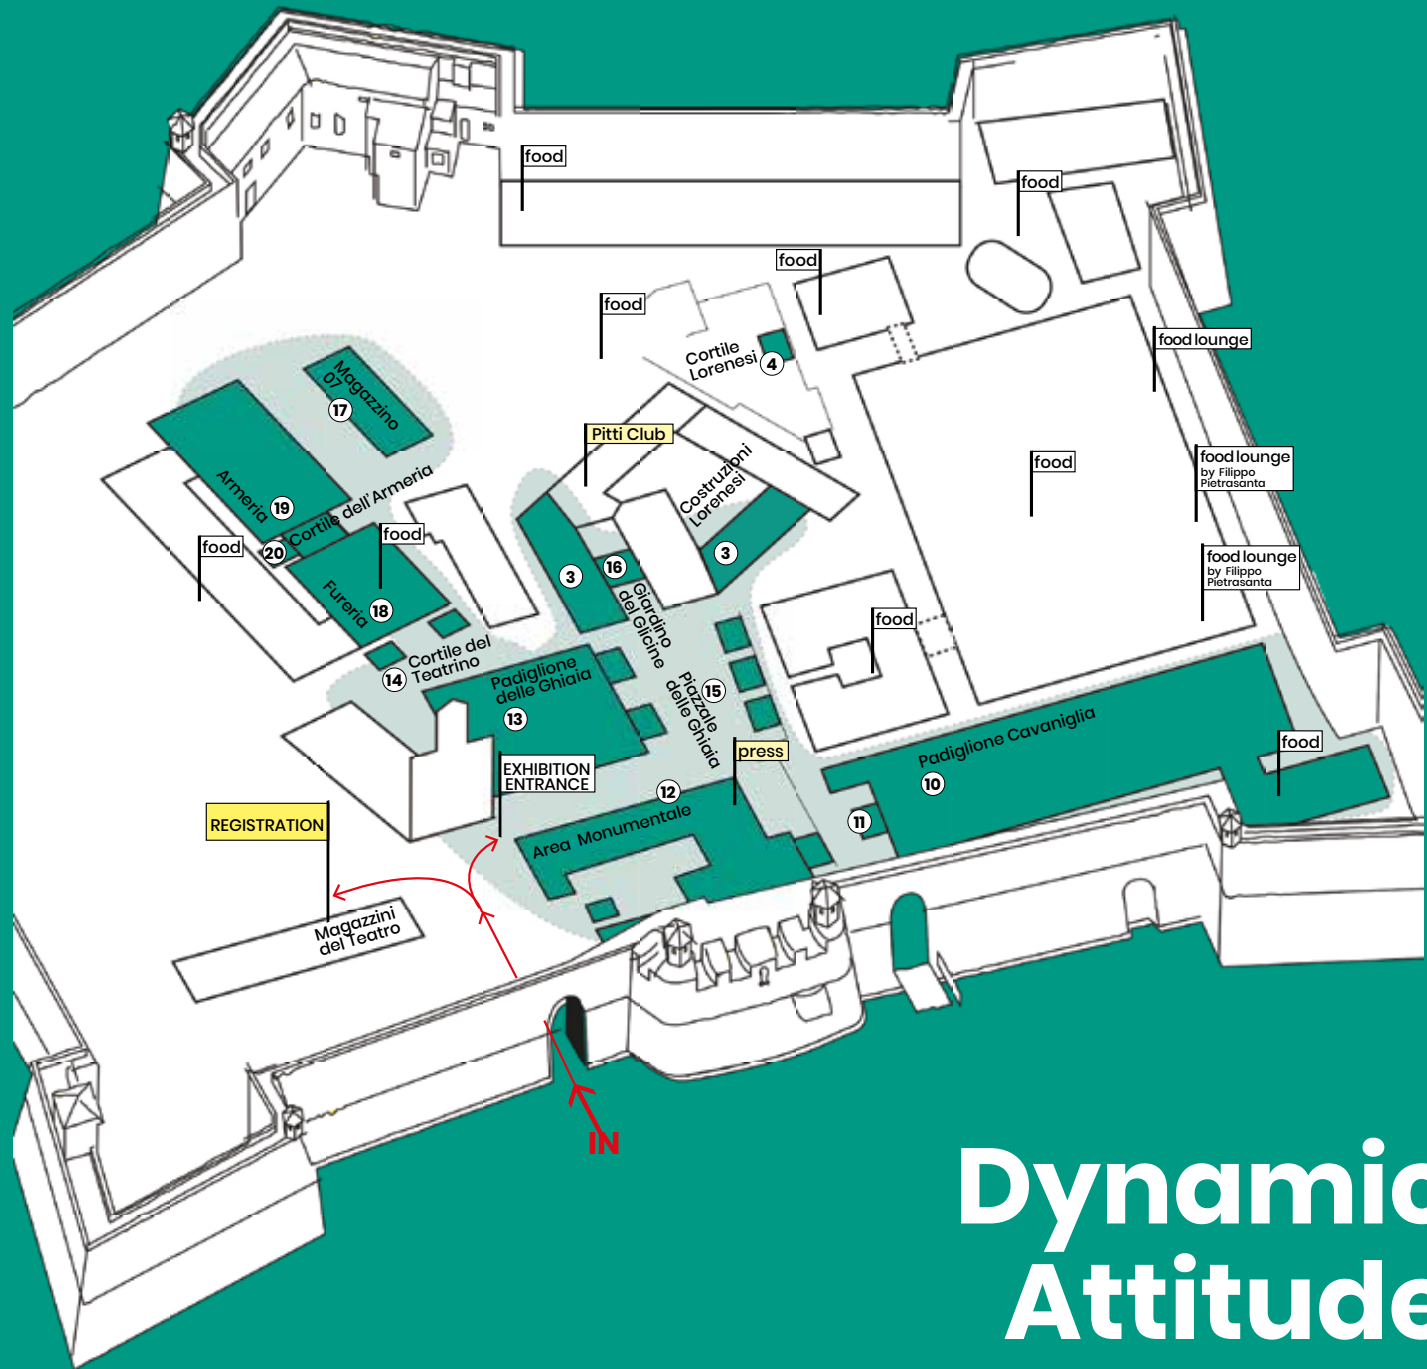 food
food
food
food
food lounge
Cortile
Lorenesi
4
Magazzino
07
17
Pitti Club
food lounge
by Filippo
Pietrasanta
food
Costruzioni
Lorenesi
3
Armeria
19
Cortile dell'Armeria
20
food
food
food lounge
by Filippo
Pietrasanta
3
16
Giardino
del Glicine
Fureria
18
food
Cortile del
Teatrino
14
Padiglione
delle Ghiaia
13
15
Piazzale
delle Ghiaia
Padiglione Cavaniglia
10
food
press
EXHIBITION
ENTRANCE
12
Area Monumentale
11
REGISTRATION
Magazzini
del Teatro
IN
Dynamic
Attitude